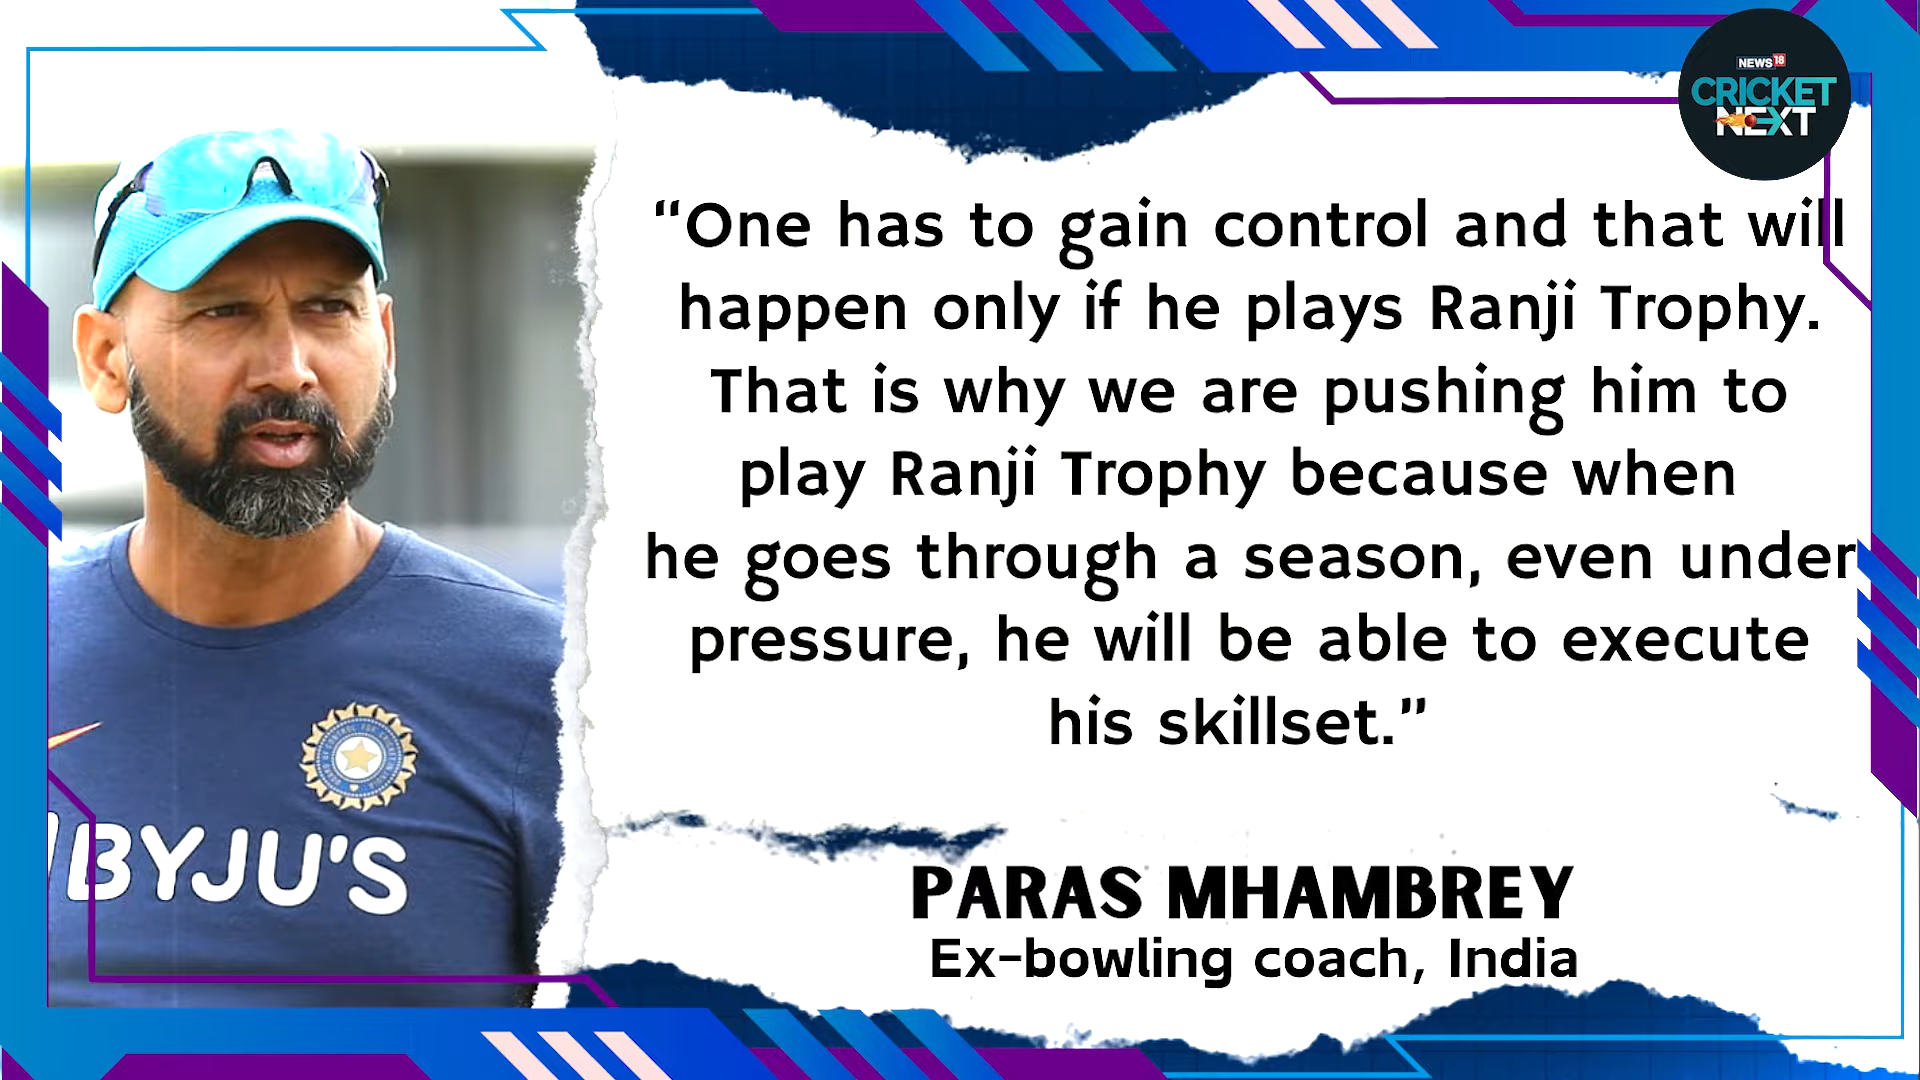 NEWS18
CRICKET
NEXT
“One has to gain control and that will
happen only if he plays Ranji Trophy.
That is why we are pushing him to
play Ranji Trophy because when
he goes through a season, even under
pressure, he will be able to execute
his skillset.”
BYJU'S
PARAS MHAMBREY
Ex-bowling coach, India